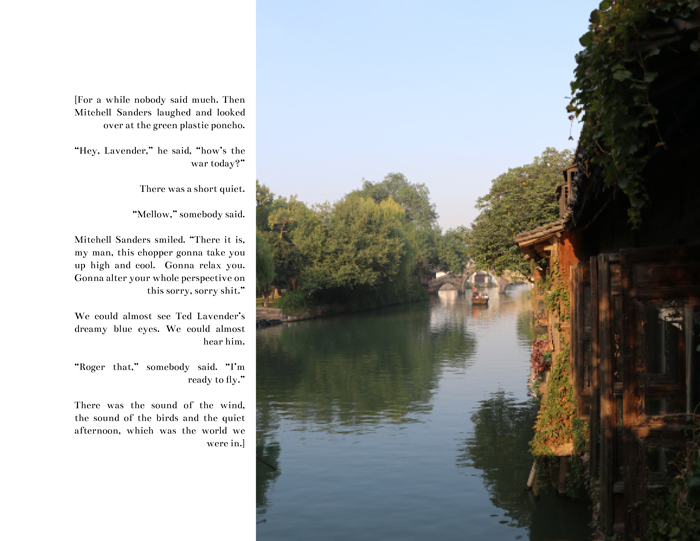 [For a while nobody said much. Then
Mitchell Sanders laughed and looked
over at the green plastie poncho.
“Hey, Lavender,” he said, “how’s the
war today?”
There was a short quiet.
“Mellow,” somebody said.
Mitchell Sanders smiled. “There it is,
my man, this chopper gonna take you
up high and cool. Gonna relax you.
Gonna alter your whole perspective on
this sorry, sorry shit.”
We could almost see Ted Lavender’s
dreamy blue eyes. We could almost
hear him.
“Roger that,” somebody said. “I’m
ready to fly.”
There was the sound of the wind,
the sound of the birds and the quiet
afternoon, which was the world we
were in.]